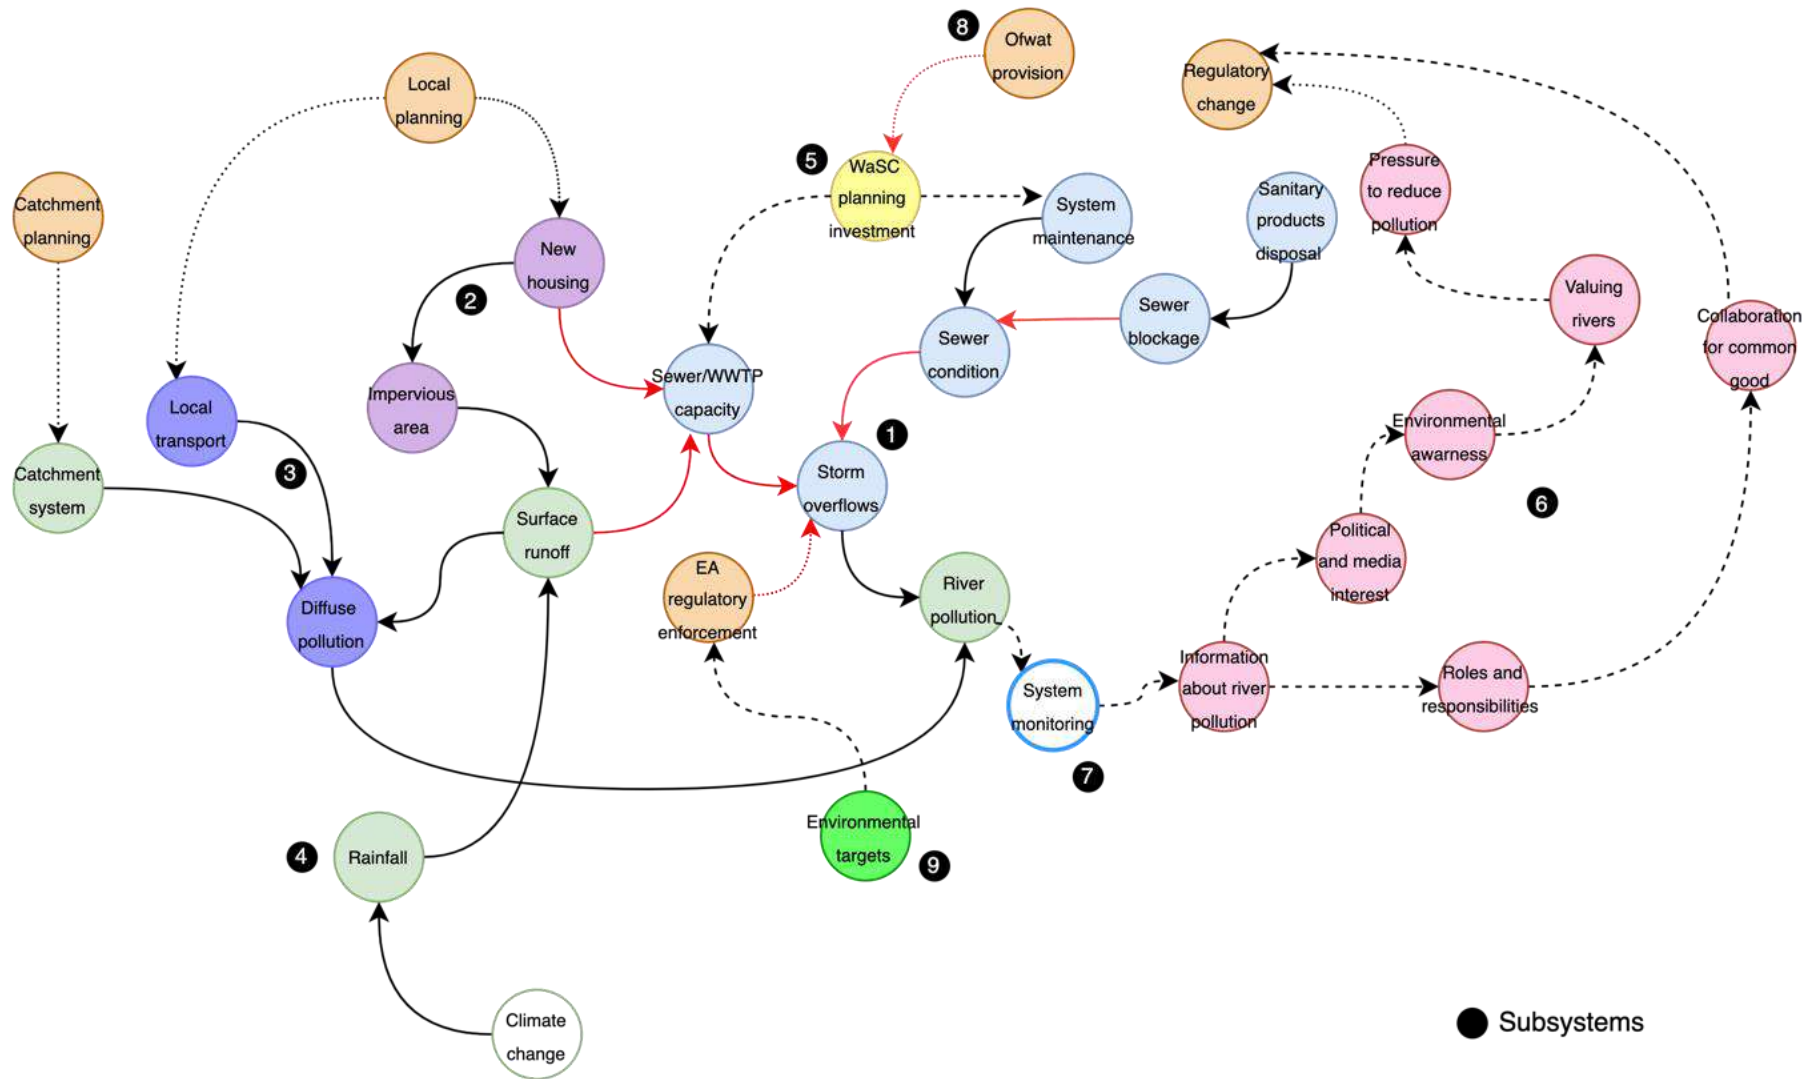 8
Ofwat
provision
Regulatory
change
Local
planning
5
WaSC
planning
investment
Pressure
to reduce
pollution
Catchment
planning
System
maintenance
Sanitary
products
disposal
New
housing
2
Valuing
rivers
Sewer
blockage
Sewer
condition
Collaboration
for common
good
Sewer/WWTP
capacity
Impervious
area
Local
transport
3
1
Environmental
awarness
6
Catchment
system
Storm
overflows
Surface
runoff
Political
and media
interest
EA
regulatory
enforcement
River
pollution
Diffuse
pollution
System
monitoring
7
Information
about river
pollution
Roles and
responsibilities
Environmental
targets
9
4
Rainfall
Climate
change
Subsystems